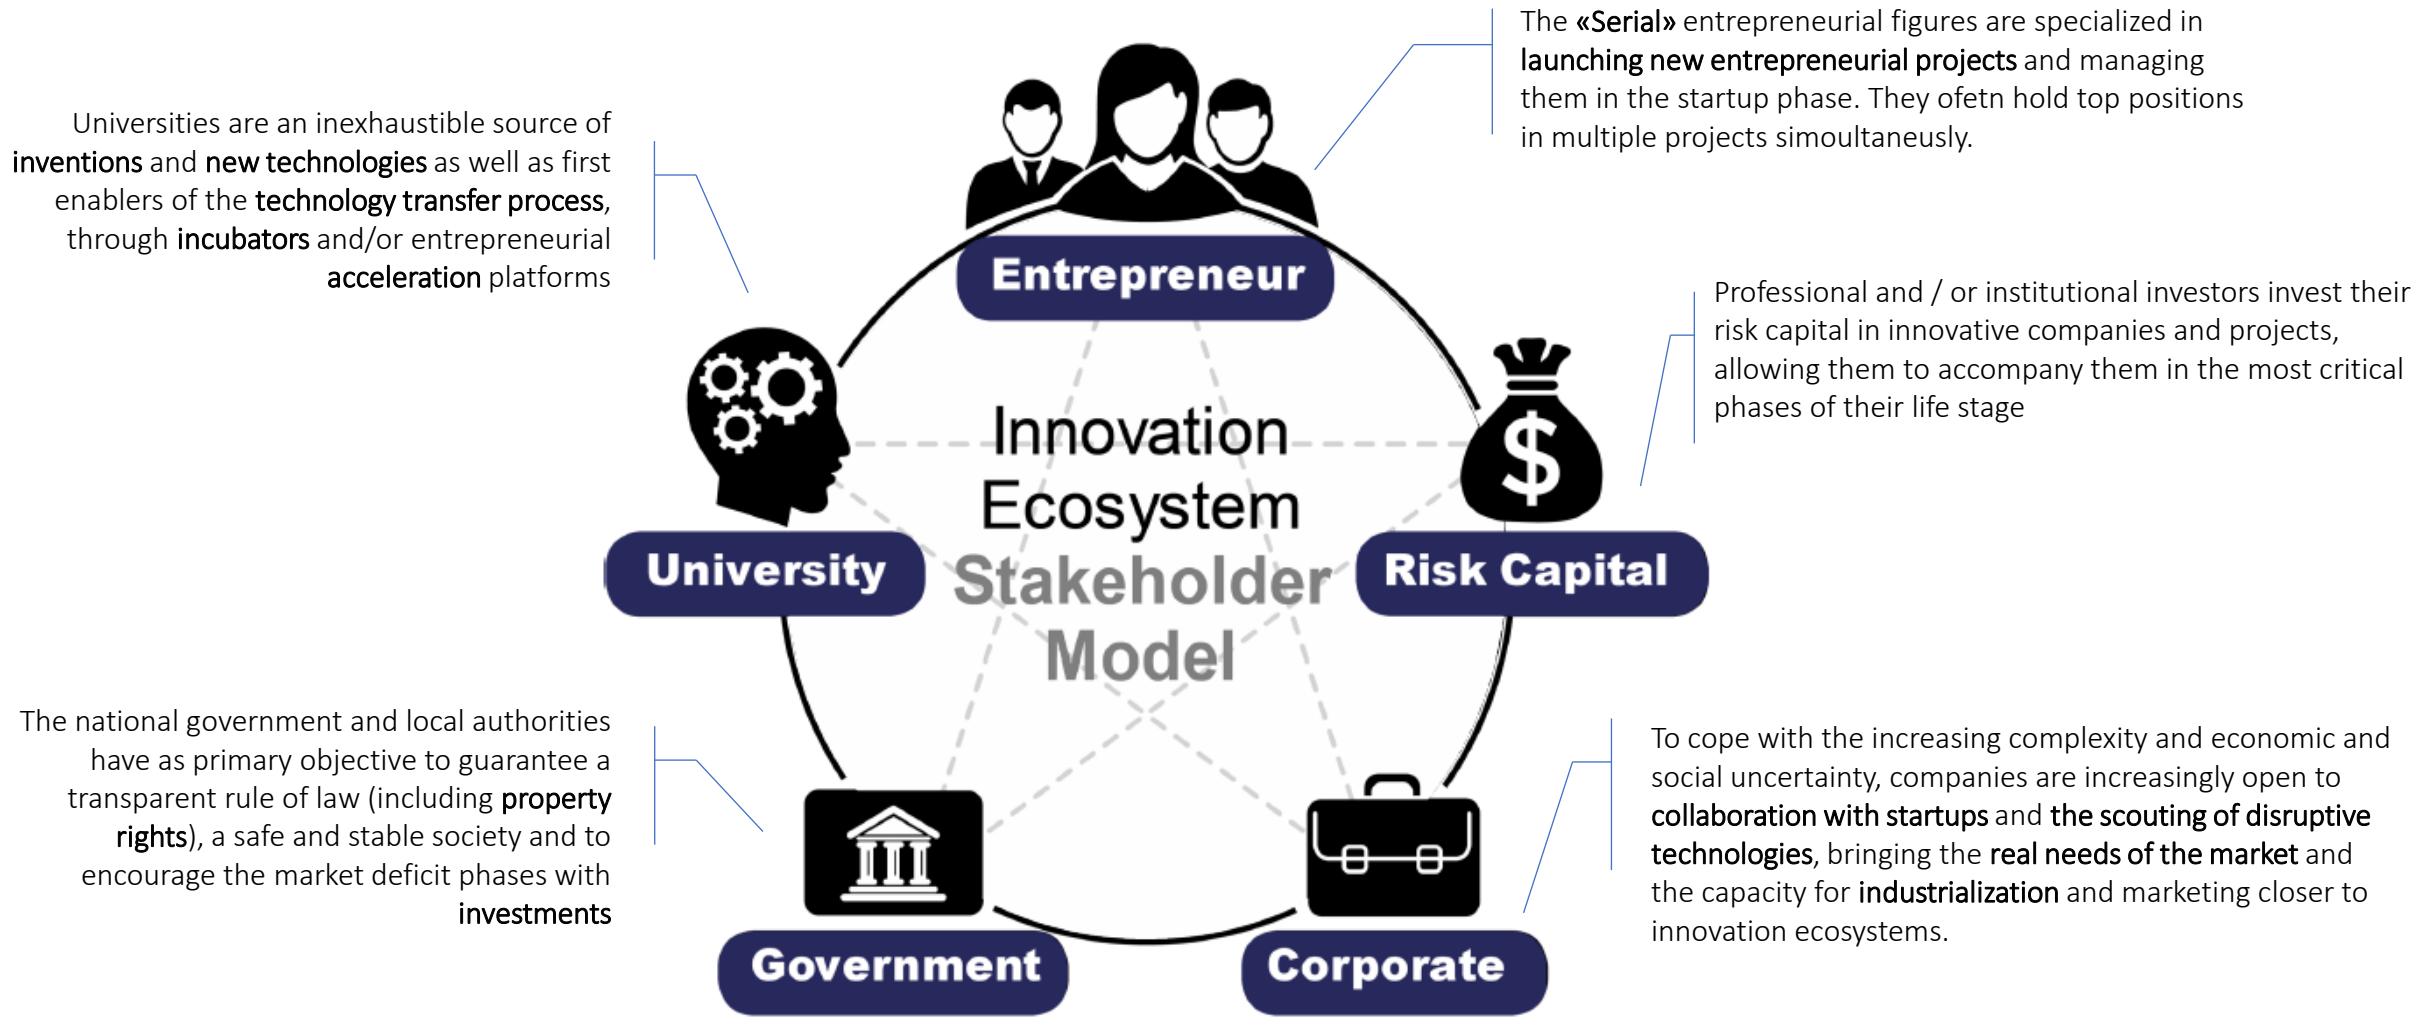 The «Serial» entrepreneurial figures are specialized in
launching new entrepreneurial projects and managing
them in the startup phase. They ofetn hold top positions
in multiple projects simoultaneusly.
Universities are an inexhaustible source of
inventions and new technologies as well as first
enablers of the technology transfer process,
through incubators and/or entrepreneurial
acceleration platforms
Entrepreneur
Professional and / or institutional investors invest their
risk capital in innovative companies and projects,
allowing them to accompany them in the most critical
phases of their life stage
$
Innovation
Ecosystem
Stakeholder
Model
University
Risk Capital
The national government and local authorities
have as primary objective to guarantee a
transparent rule of law (including property
rights), a safe and stable society and to
encourage the market deficit phases with
investments
To cope with the increasing complexity and economic and
social uncertainty, companies are increasingly open to
collaboration with startups and the scouting of disruptive
technologies, bringing the real needs of the market and
the capacity for industrialization and marketing closer to
innovation ecosystems.
Government
Corporate